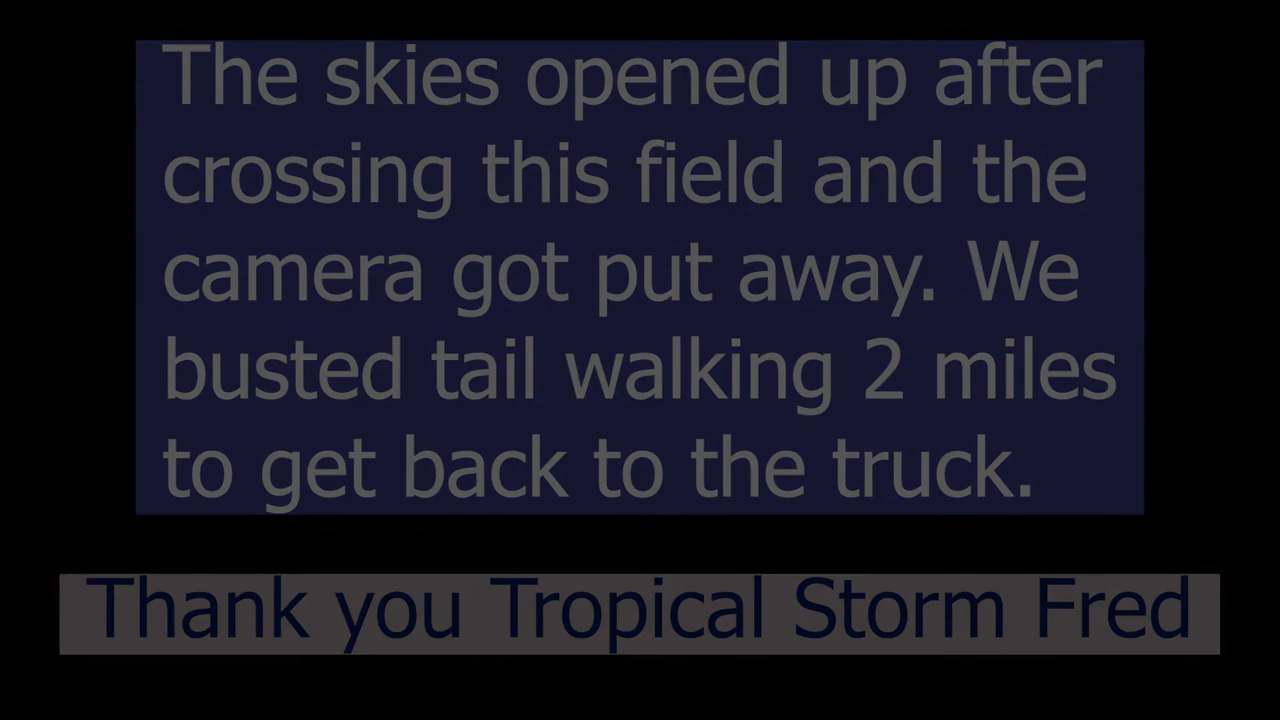 The skies opened up after
crossing this field and the
camera got put away. We
busted tail walking 2 miles
to get back to the truck.
Thank you Tropical Storm Fred